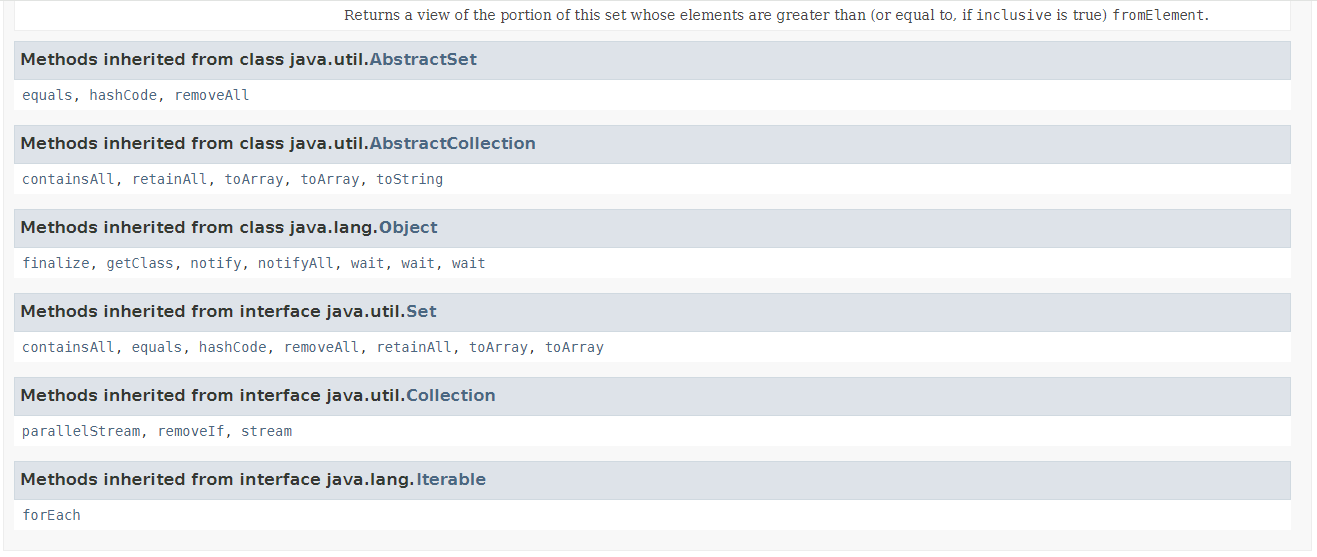 Returns a view of the portion of this set whose elements are greater than (or equal to, if inclusive is true) fromElement.
Methods inherited from class java.util.AbstractSet
equals, hashCode, removeAll
Methods inherited from class java.util.AbstractCollection
containsAll, retainAll, toArray, toArray, toString
Methods inherited from class java.lang.Object
finalize, getClass, notify, notifyAll, wait, wait, wait
Methods inherited from interface java.util.Set
containsAll, equals, hashCode, removeAll, retainAll, toArray, toArray
Methods inherited from interface java.util.Collection
parallelStream, removeIf, stream
Methods inherited from interface java.lang.Iterable
forEach